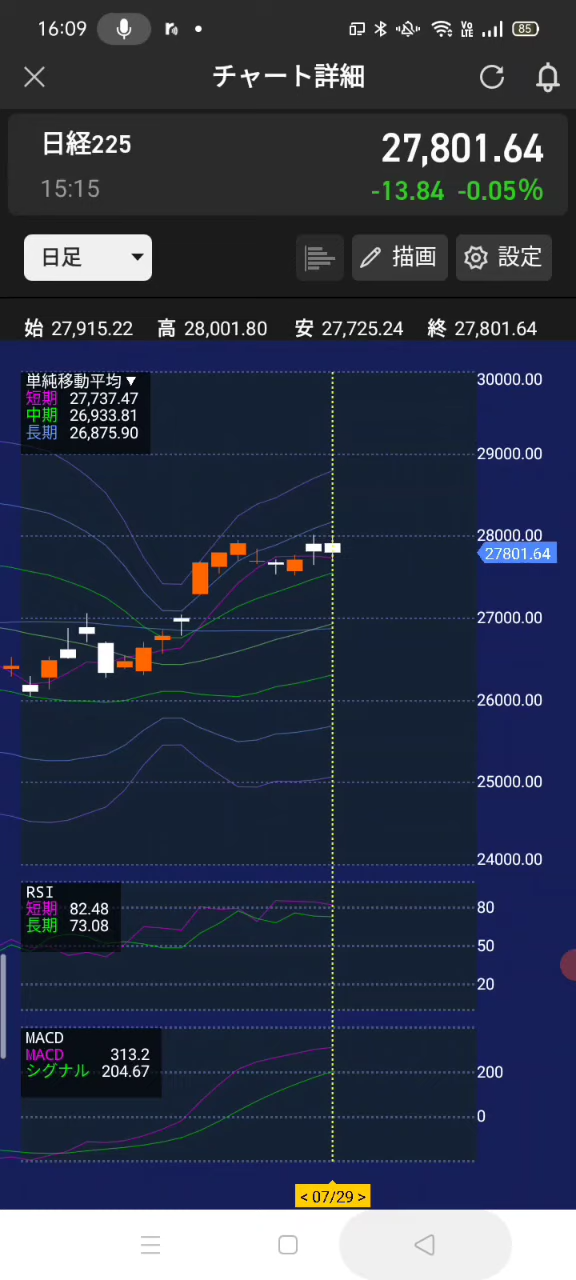 16:09
VO LTE
85
チャート詳細
日経225
27,801.64
15:15
-13.84 -0.05%
日足
描画
設定
始 27,915.22 高 28,001.80 安 27,725.24 終 27,801.64
単純移動平均▼
短期 27,737.47
中期 26,933.81
長期 26,875.90
30000.00
29000.00
28000.00
27801.64
27000.00
26000.00
25000.00
24000.00
RSI
短期 82.48
長期 73.08
80
50
20
MACD
MACD 313.2
シグナル 204.67
200
0
< 07/29 >